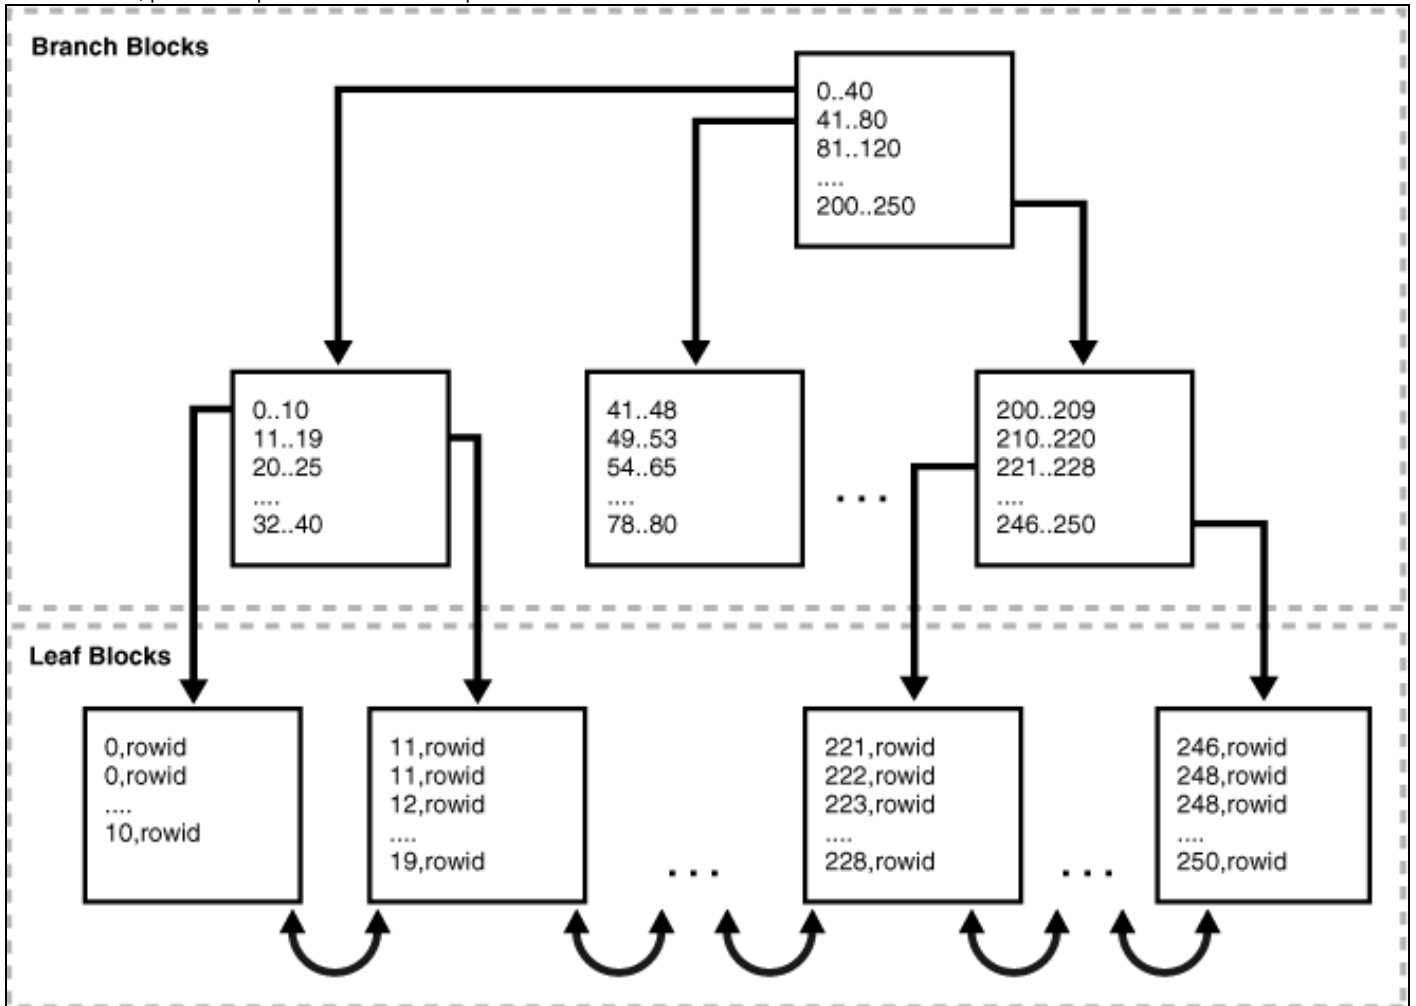 Branch Blocks
0..40
41..80
81..120
....
200..250
0..10
11..19
20..25
....
32..40
41..48
49..53
54..65
....
78..80
...
200..209
210..220
221..228
....
246..250
Leaf Blocks
0,rowid
0,rowid
....
10,rowid
11,rowid
11,rowid
12,rowid
....
19,rowid
...
221,rowid
222,rowid
223,rowid
....
228,rowid
...
246,rowid
248,rowid
248,rowid
....
250,rowid